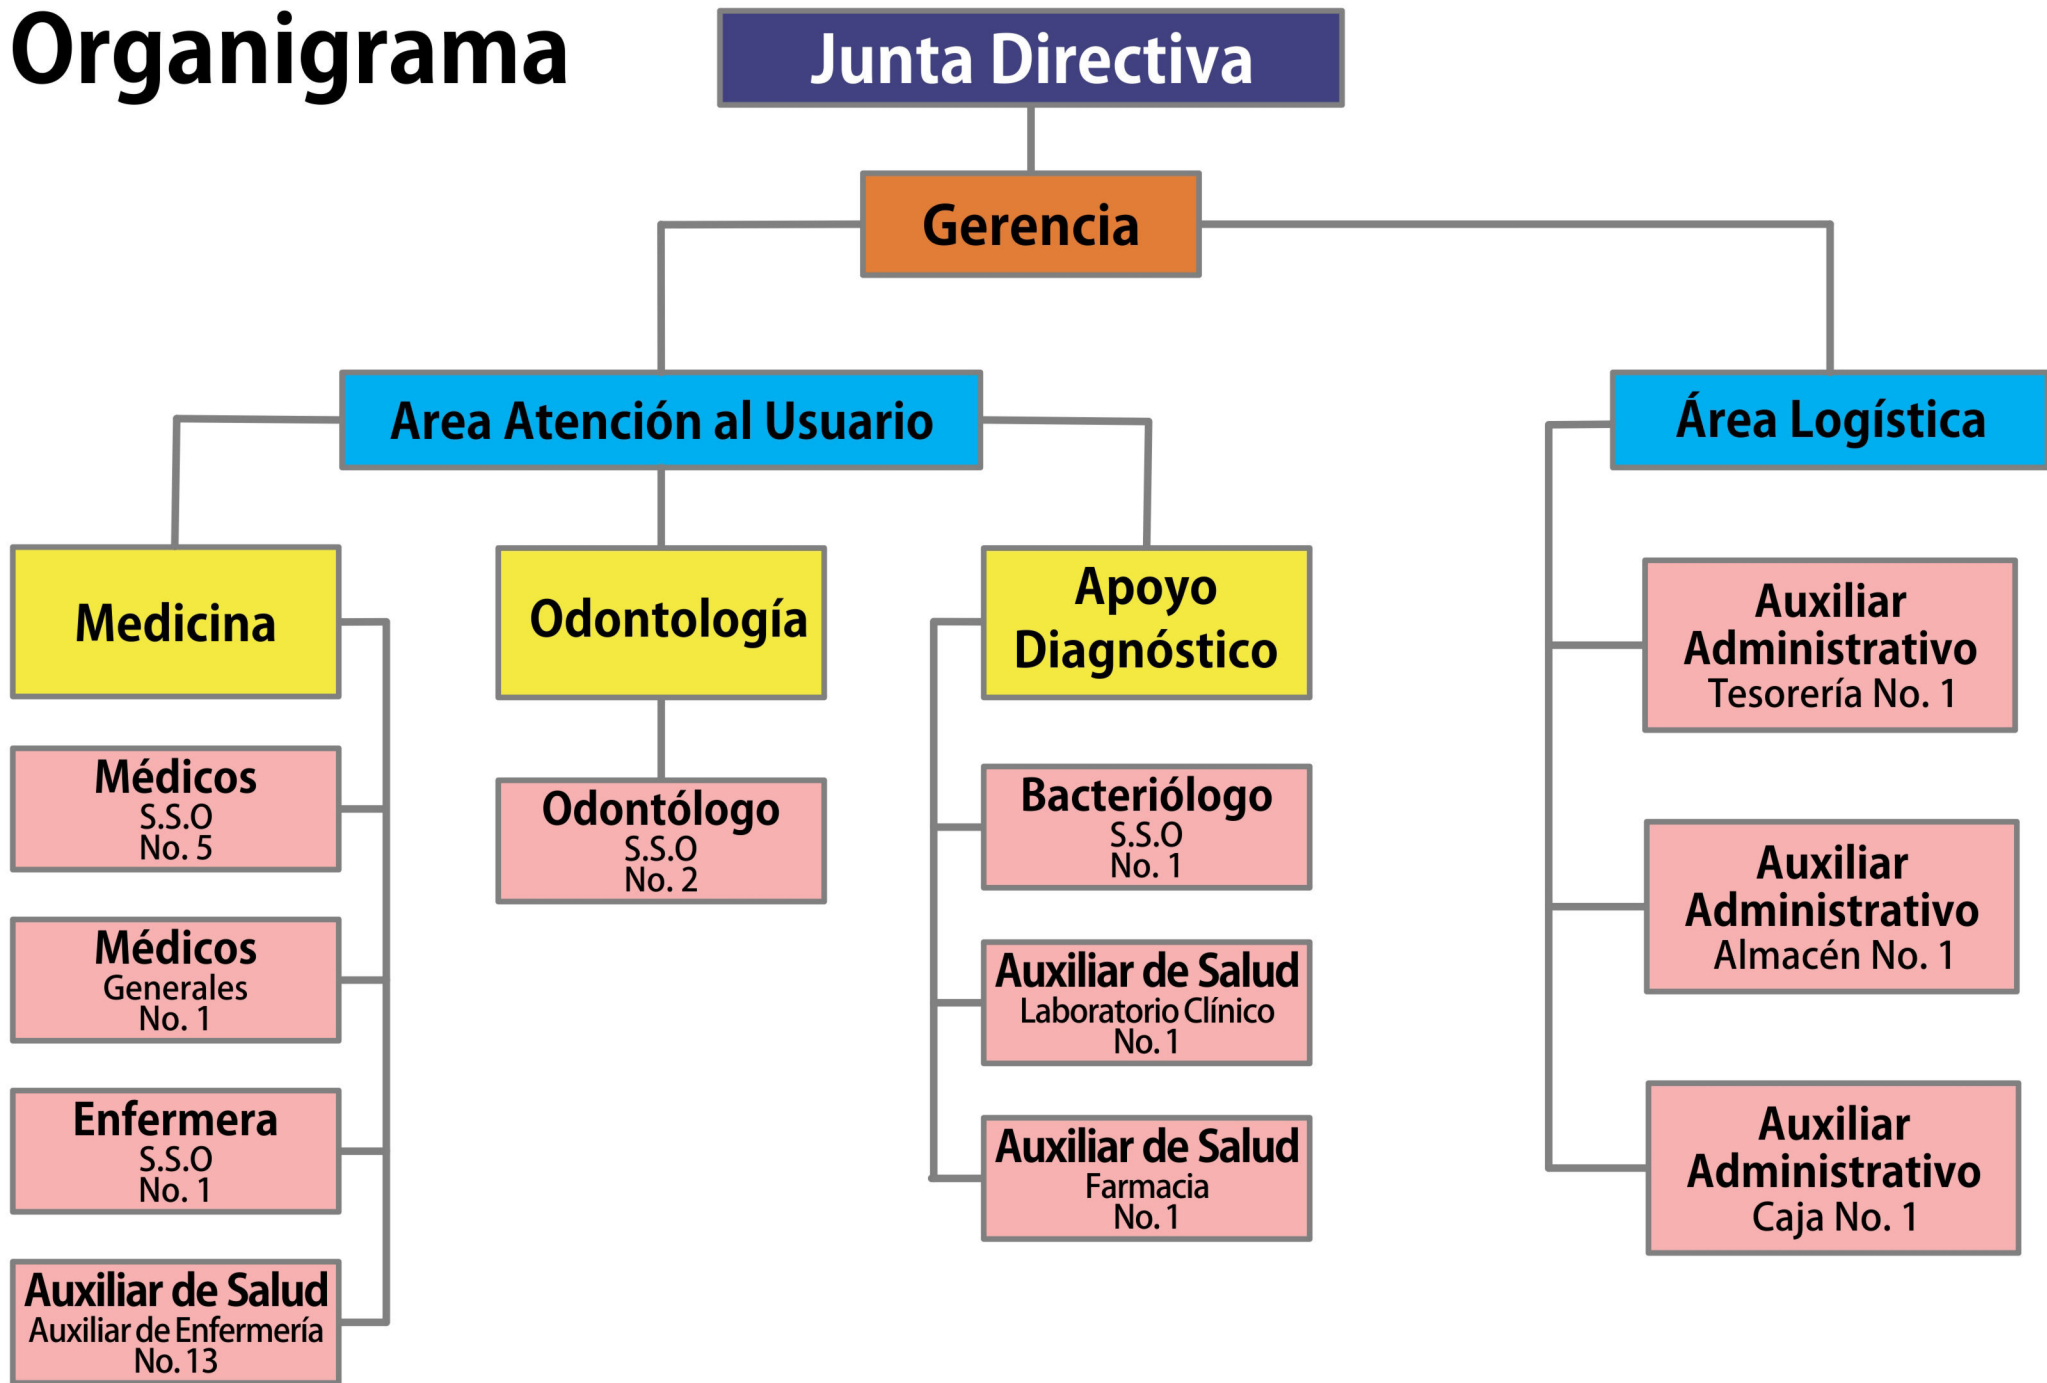 Organigrama
Junta Directiva
Gerencia
Area Atención al Usuario
Área Logística
Medicina
Médicos
S.S.O
No. 5
Médicos
Generales
No. 1
Enfermera
S.S.O
No. 1
Auxiliar de Salud
Auxiliar de Enfermería
No. 13
Odontología
Odontólogo
S.S.O
No. 2
Apoyo
Diagnóstico
Bacteriólogo
S.S.O
No. 1
Auxiliar de Salud
Laboratorio Clínico
No. 1
Auxiliar de Salud
Farmacia
No. 1
Auxiliar
Administrativo
Tesorería No. 1
Auxiliar
Administrativo
Almacén No. 1
Auxiliar
Administrativo
Caja No. 1